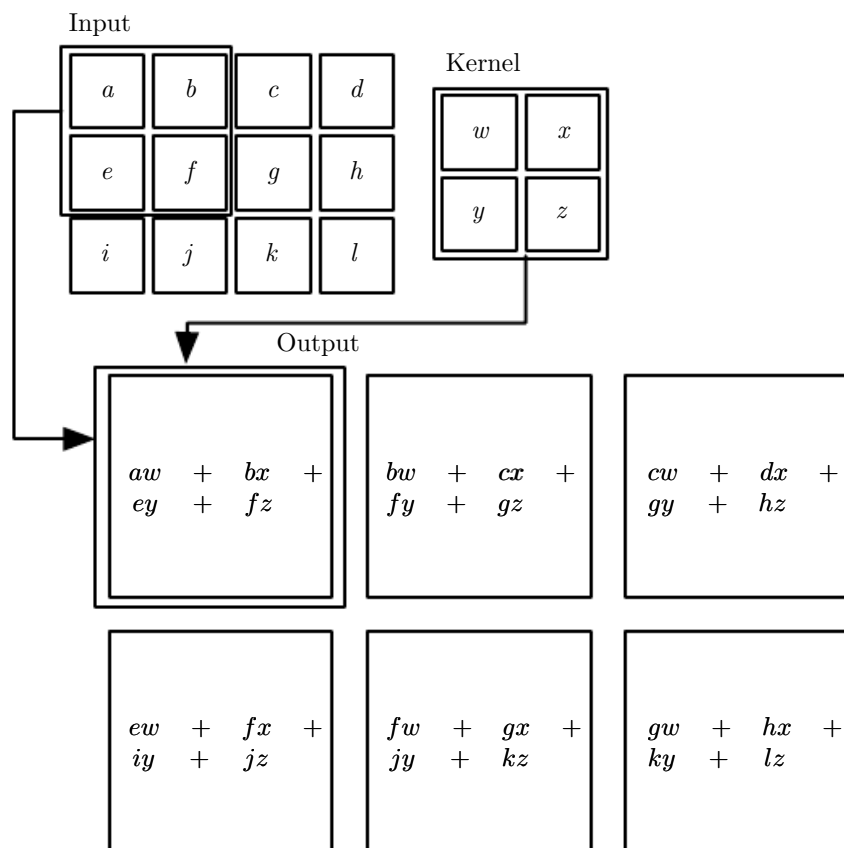 Input
Kernel
a b c d
w x
e f g h
y z
i j k l
Output
aw + bx +
ey + fz
bw + cx +
fy + gz
cw + dx +
gy + hz
ew + fx +
iy + jz
fw + gx +
jy + kz
gw + hx +
ky + lz